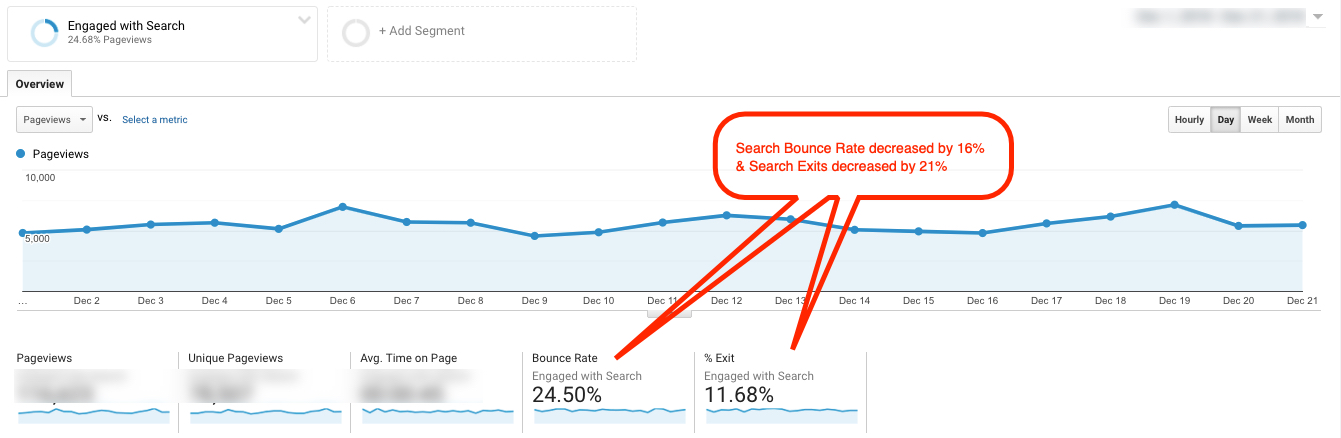 Engaged with Search
24.68% Pageviews
+ Add Segment
Overview
Pageviews
vs.
Select a metric
Hourly
Day
Week
Month
Pageviews
Search Bounce Rate decreased by 16%
& Search Exits decreased by 21%
10,000
5,000
... Dec 2 Dec 3 Dec 4 Dec 5 Dec 6 Dec 7 Dec 8 Dec 9 Dec 10 Dec 11 Dec 12 Dec 13 Dec 14 Dec 15 Dec 16 Dec 17 Dec 18 Dec 19 Dec 20 Dec 21
Pageviews
Unique Pageviews
Avg. Time on Page
Bounce Rate
Engaged with Search
24.50%
% Exit
Engaged with Search
11.68%